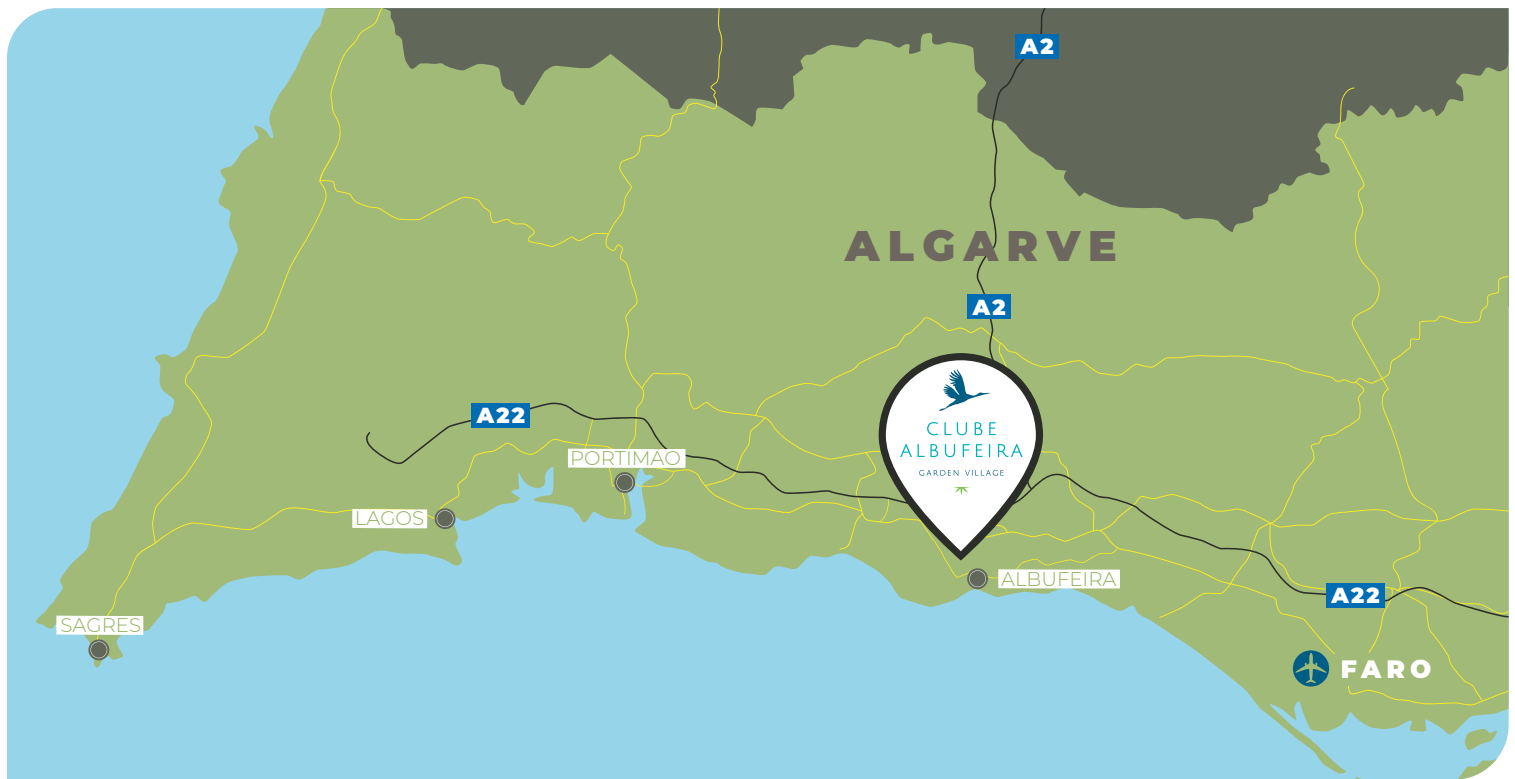 A2
ALGARVE
A2
A22
CLUBE
ALBUFEIRA
GARDEN VILLAGE
PORTIMAO
LAGOS
ALBUFEIRA
A22
SAGRES
FARO